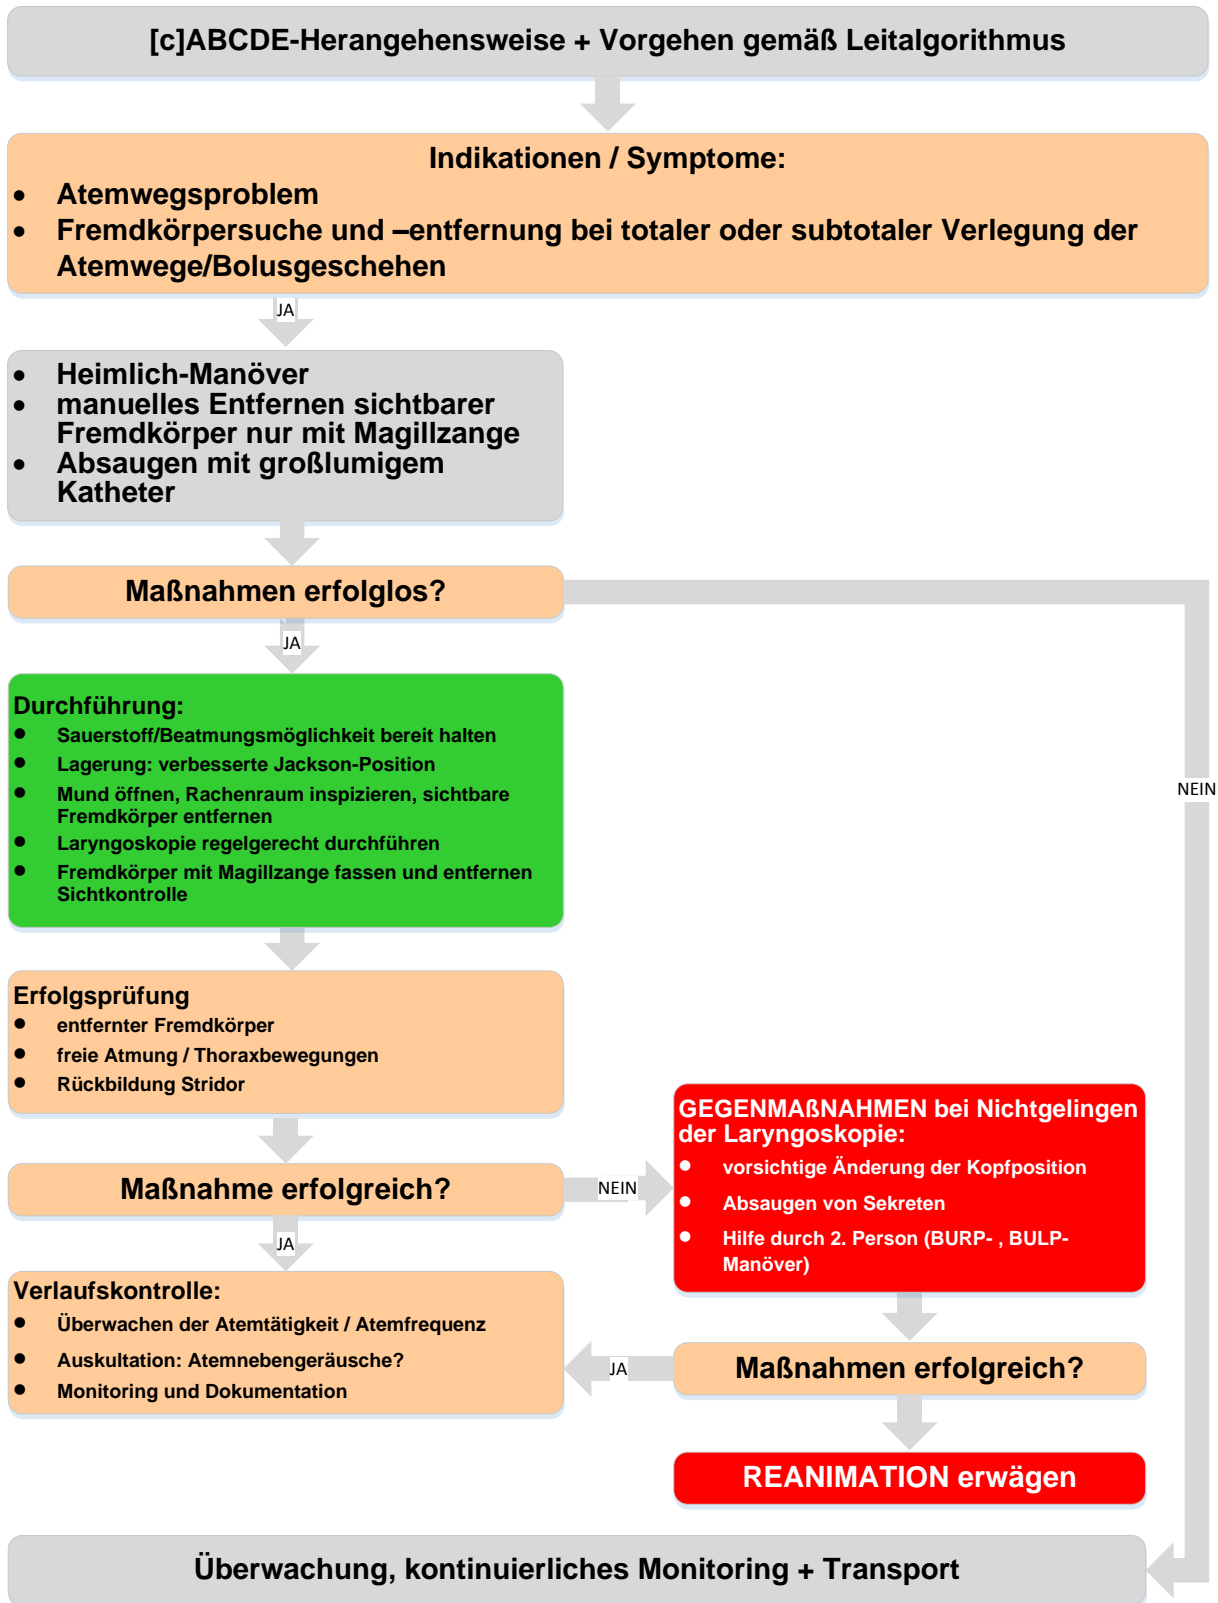 [c]ABCDE-Herangehensweise + Vorgehen gemäß Leitalgorithmus
Indikationen / Symptome:
• Atemwegsproblem
• Fremdkörpersuche und –entfernung bei totaler oder subtotaler Verlegung der
Atemwege/Bolusgeschehen
JA
• Heimlich-Manöver
• manuelles Entfernen sichtbarer
Fremdkörper nur mit Magillzange
• Absaugen mit großlumigem
Katheter
Maßnahmen erfolglos?
JA
NEIN
Durchführung:
• Sauerstoff/Beatmungsmöglichkeit bereit halten
• Lagerung: verbesserte Jackson-Position
• Mund öffnen, Rachenraum inspizieren, sichtbare
Fremdkörper entfernen
• Laryngoskopie regelgerecht durchführen
• Fremdkörper mit Magillzange fassen und entfernen
Sichtkontrolle
Erfolgsprüfung
• entfernter Fremdkörper
• freie Atmung / Thoraxbewegungen
• Rückbildung Stridor
Maßnahme erfolgreich?
NEIN
GEGENMAßNAHMEN bei Nichtgelingen
der Laryngoskopie:
• vorsichtige Änderung der Kopfposition
• Absaugen von Sekreten
• Hilfe durch 2. Person (BURP- , BULP-
Manöver)
JA
Verlaufskontrolle:
• Überwachen der Atemtätigkeit / Atemfrequenz
• Auskultation: Atemnebengeräusche?
• Monitoring und Dokumentation
JA
Maßnahmen erfolgreich?
REANIMATION erwägen
Überwachung, kontinuierliches Monitoring + Transport